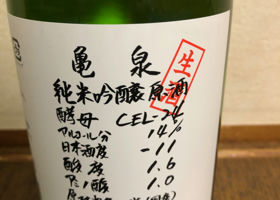 亀泉
生酒
純米吟醸原酒
酵母 CEL-24
アルコール分 14%
日本酒度 -11
酸度 1.6
アミノ酸 1.0